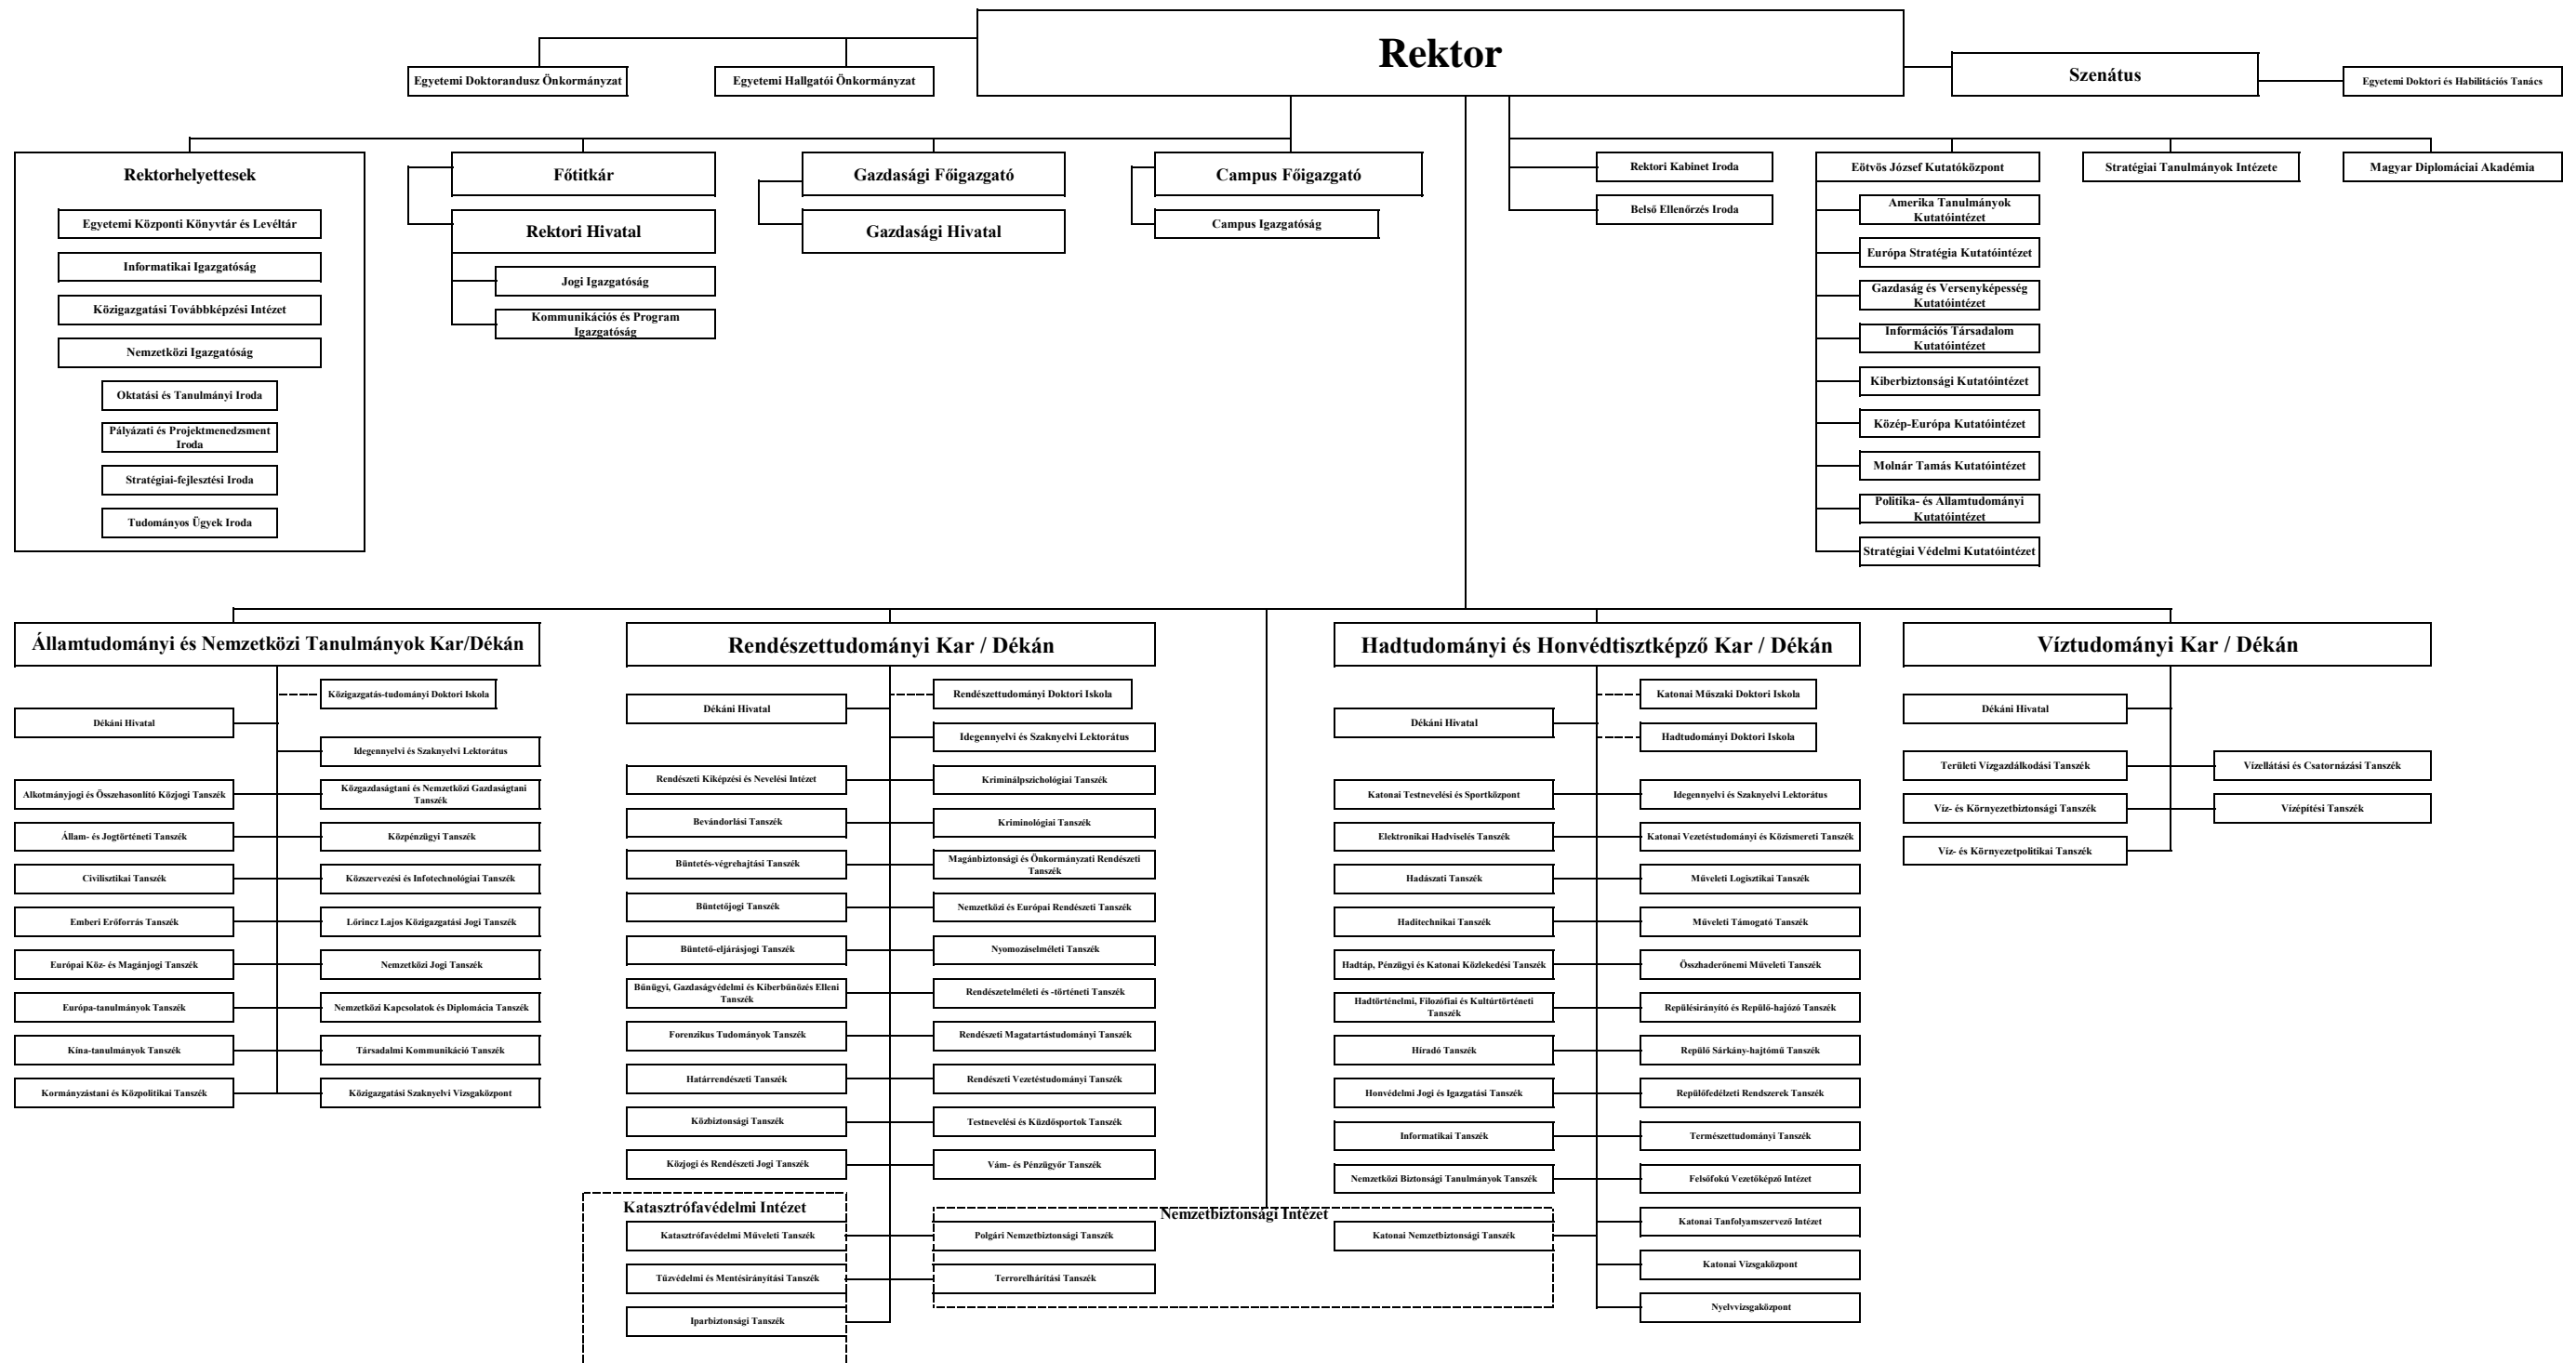 Rektor
Egyetemi Doktorandusz Önkormányzat
Egyetemi Hallgatói Önkormányzat
Szenátus
Egyetemi Doktori és Habilitációs Tanács
Rektorhelyettesek
Egyetemi Központi Könyvtár és Levéltár
Informatikai Igazgatóság
Közigazgatási Továbbképzési Intézet
Nemzetközi Igazgatóság
Oktatási és Tanulmányi Iroda
Pályázati és Projektmenedzsment
Iroda
Stratégiai-fejlesztési Iroda
Tudományos Ügyek Iroda
Főtitkár
Rektori Hivatal
Jogi Igazgatóság
Kommunikációs és Program
Igazgatóság
Gazdasági Főigazgató
Gazdasági Hivatal
Campus Főigazgató
Campus Igazgatóság
Rektori Kabinet Iroda
Belső Ellenőrzés Iroda
Eötvös József Kutatóközpont
Amerika Tanulmányok
Kutatóintézet
Európa Stratégia Kutatóintézet
Gazdaság és Versenyképesség
Kutatóintézet
Információs Társadalom
Kutatóintézet
Kiberbiztonsági Kutatóintézet
Közép-Európa Kutatóintézet
Molnár Tamás Kutatóintézet
Politika- és Államtudományi
Kutatóintézet
Stratégiai Védelmi Kutatóintézet
Stratégiai Tanulmányok Intézete
Magyar Diplomáciai Akadémia
Államtudományi és Nemzetközi Tanulmányok Kar/Dékán
Közigazgatás-tudományi Doktori Iskola
Dékáni Hivatal
Idegennyelvi és Szaknyelvi Lektorátus
Alkotmányjogi és Összehasonlító Közjogi Tanszék
Közgazdaságtani és Nemzetközi Gazdaságtani
Tanszék
Állam- és Jogtörténeti Tanszék
Közpénzügyi Tanszék
Civilisztikai Tanszék
Közszervezési és Infotechnológiai Tanszék
Emberi Erőforrás Tanszék
Lőrincz Lajos Közigazgatási Jogi Tanszék
Európai Köz- és Magánjogi Tanszék
Nemzetközi Jogi Tanszék
Európa-tanulmányok Tanszék
Nemzetközi Kapcsolatok és Diplomácia Tanszék
Kína-tanulmányok Tanszék
Társadalmi Kommunikáció Tanszék
Kormányzástani és Közpolitikai Tanszék
Közigazgatási Szaknyelvi Vizsgaközpont
Rendészettudományi Kar / Dékán
Rendészettudományi Doktori Iskola
Dékáni Hivatal
Idegennyelvi és Szaknyelvi Lektorátus
Rendészeti Kiképzési és Nevelési Intézet
Kriminálpszichológiai Tanszék
Bevándorlási Tanszék
Kriminológiai Tanszék
Büntetés-végrehajtási Tanszék
Magánbiztonsági és Önkormányzati Rendészeti
Tanszék
Büntetőjogi Tanszék
Nemzetközi és Európai Rendészeti Tanszék
Büntető-eljárásjogi Tanszék
Nyomozáselméleti Tanszék
Bűnügyi, Gazdaságvédelmi és Kiberbűnözés Elleni
Tanszék
Rendészetelméleti és -történeti Tanszék
Forenzikus Tudományok Tanszék
Rendészeti Magatartástudományi Tanszék
Határrendészeti Tanszék
Rendészeti Vezetéstudományi Tanszék
Közbiztonsági Tanszék
Testnevelési és Küzdősportok Tanszék
Közjogi és Rendészeti Jogi Tanszék
Vám- és Pénzügyőr Tanszék
Katasztrófavédelmi Intézet
Katasztrófavédelmi Műveleti Tanszék
Tűzvédelmi és Mentésirányítási Tanszék
Iparbiztonsági Tanszék
Nemzetbiztonsági Intézet
Polgári Nemzetbiztonsági Tanszék
Terrorelhárítási Tanszék
Katonai Nemzetbiztonsági Tanszék
Hadtudományi és Honvédtisztképző Kar / Dékán
Katonai Műszaki Doktori Iskola
Dékáni Hivatal
Hadtudományi Doktori Iskola
Katonai Testnevelési és Sportközpont
Idegennyelvi és Szaknyelvi Lektorátus
Elektronikai Hadviselés Tanszék
Katonai Vezetéstudományi és Közismereti Tanszék
Hadászati Tanszék
Műveleti Logisztikai Tanszék
Haditechnikai Tanszék
Műveleti Támogató Tanszék
Hadtáp, Pénzügyi és Katonai Közlekedési Tanszék
Összhaderőnemi Műveleti Tanszék
Hadtörténelmi, Filozófiai és Kultúrtörténeti
Tanszék
Repülésirányító és Repülő-hajózó Tanszék
Híradó Tanszék
Repülő Sárkány-hajtómű Tanszék
Honvédelmi Jogi és Igazgatási Tanszék
Repülőfedélzeti Rendszerek Tanszék
Informatikai Tanszék
Természettudományi Tanszék
Nemzetközi Biztonsági Tanulmányok Tanszék
Felsőfokú Vezetőképző Intézet
Katonai Tanfolyamszervező Intézet
Katonai Vizsgaközpont
Nyelvvizsgaközpont
Víztudományi Kar / Dékán
Dékáni Hivatal
Területi Vízgazdálkodási Tanszék
Vízellátási és Csatornázási Tanszék
Víz- és Környezetbiztonsági Tanszék
Vízépítési Tanszék
Víz- és Környezetpolitikai Tanszék